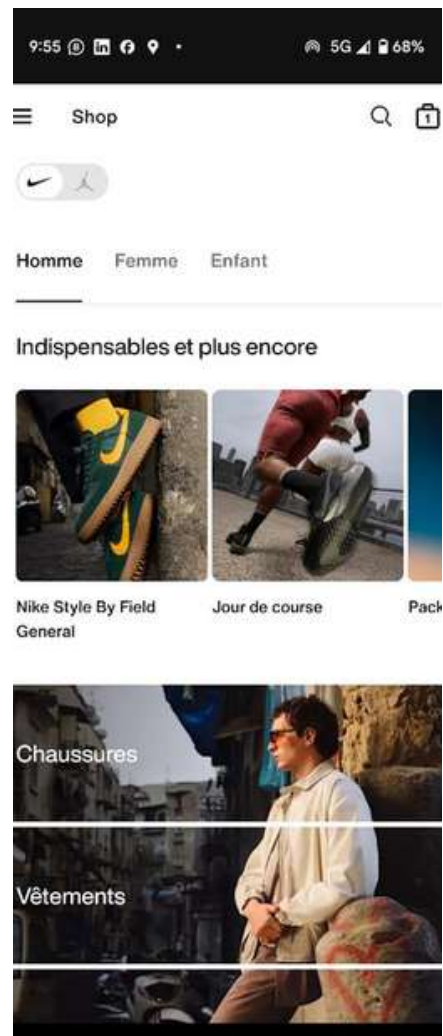 9:55 5G 68%
Shop 1
Homme Femme Enfant
Indispensables et plus encore
Nike Style By Field Jour de course Pack
General
Chaussures
Vêtements